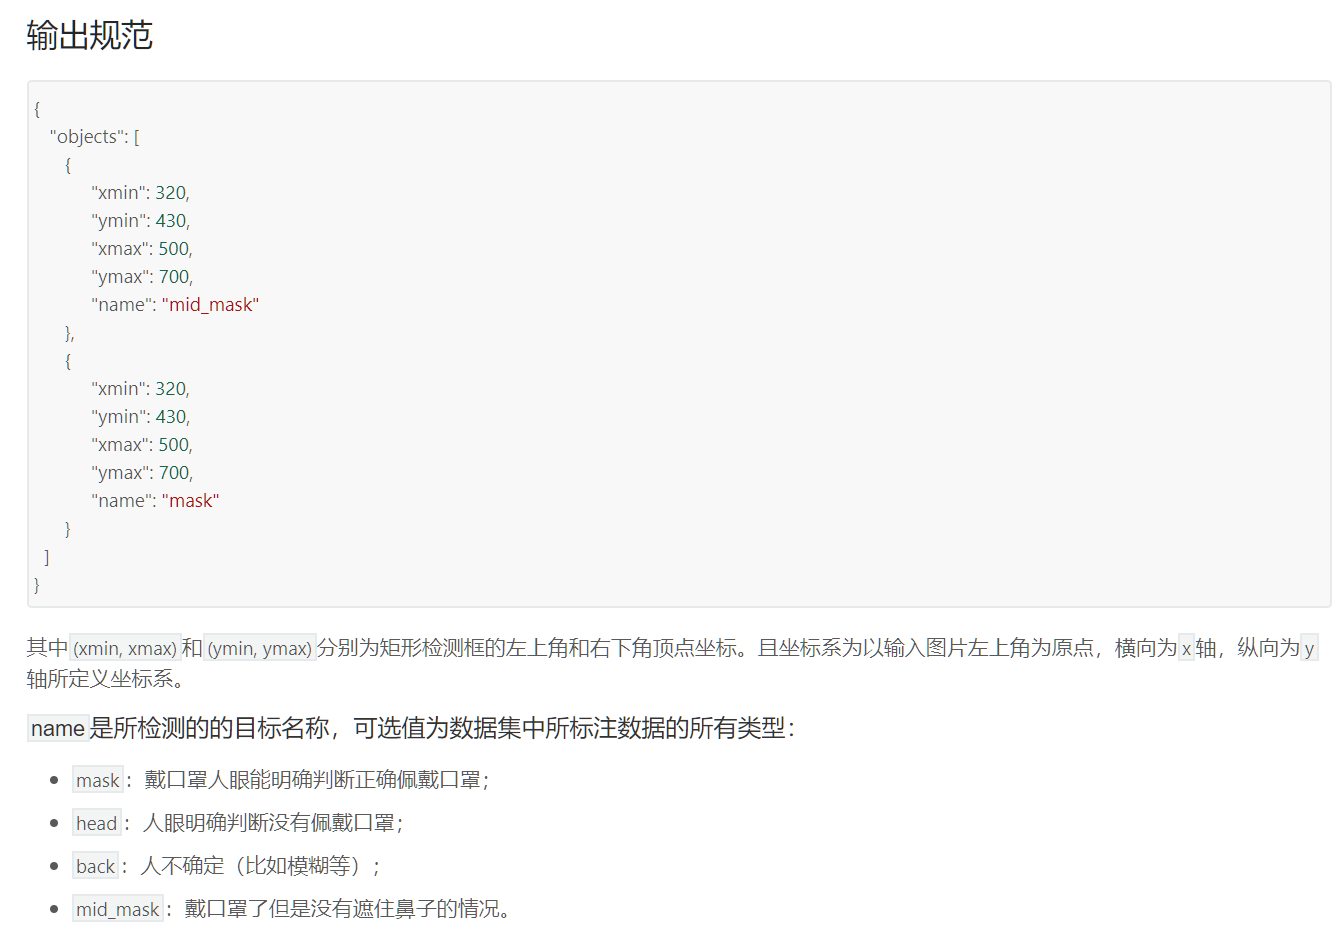 输出规范
{
"objects": [
{
"xmin": 320,
"ymin": 430,
"xmax": 500,
"ymax": 700,
"name": "mid_mask"
},
{
"xmin": 320,
"ymin": 430,
"xmax": 500,
"ymax": 700,
"name": "mask"
}
]
}
其中(xmin, xmax)和(ymin, ymax)分别为矩形检测框的左上角和右下角顶点坐标。且坐标系为以输入图片左上角为原点，横向为x轴，纵向为y
轴所定义坐标系。
name是所检测的的目标名称，可选值为数据集中所标注数据的所有类型：
• mask：戴口罩人眼能明确判断正确佩戴口罩；
• head：人眼明确判断没有佩戴口罩；
• back：人不确定（比如模糊等）；
• mid_mask：戴口罩了但是没有遮住鼻子的情况。